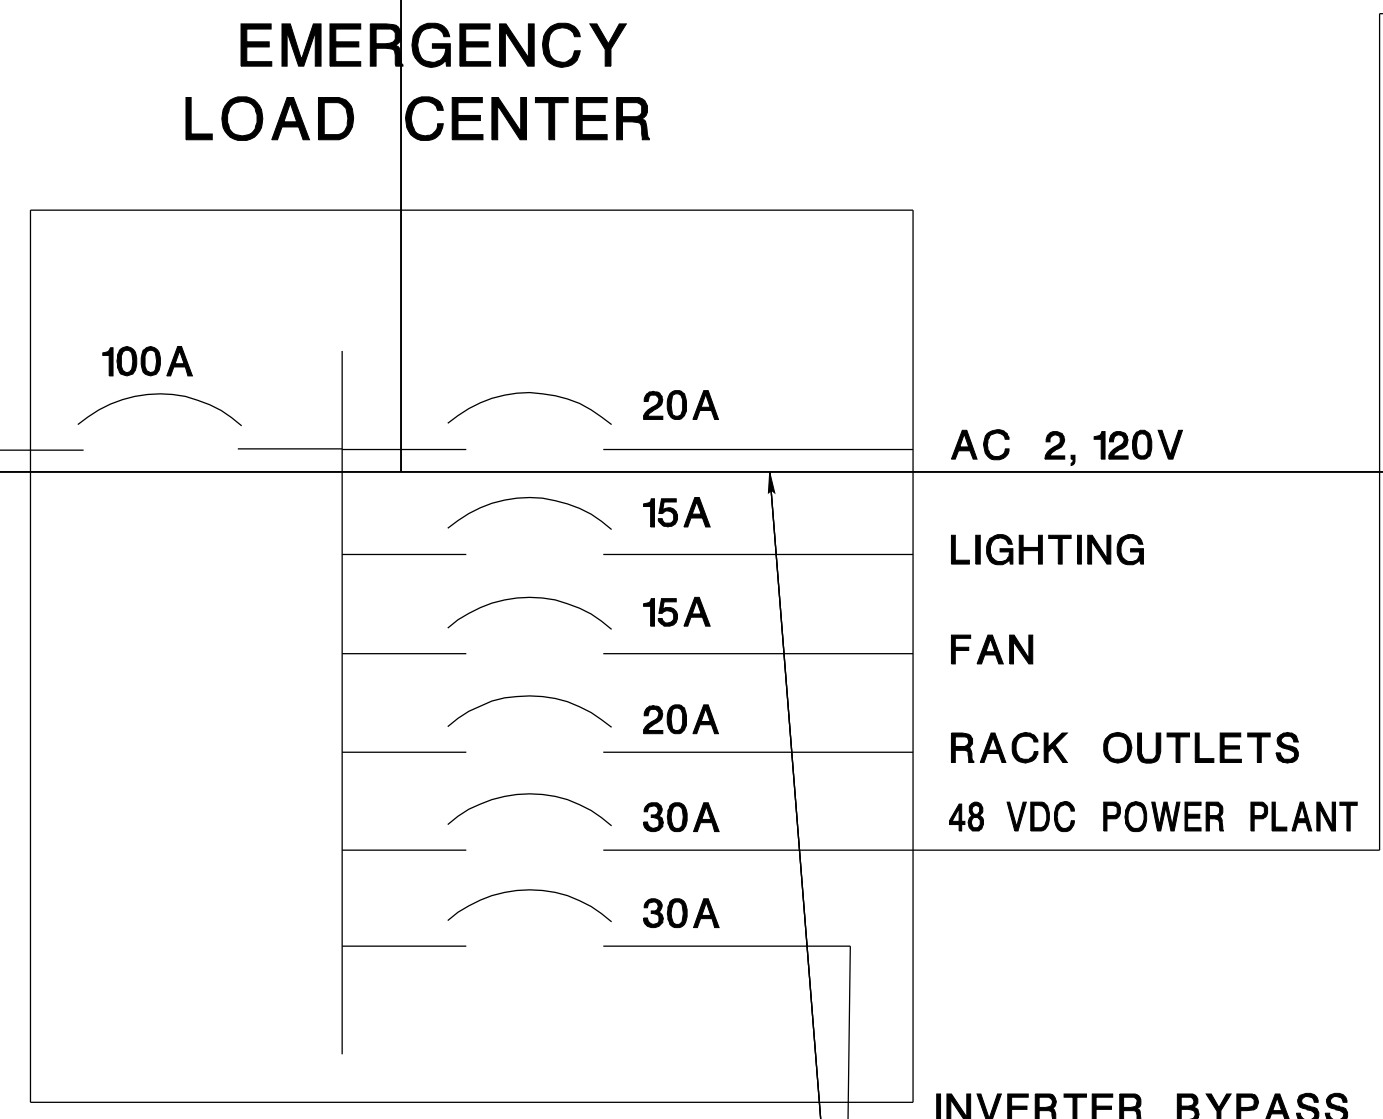 EMERGENCY
LOAD CENTER
100A
20A
AC 2, 120V
15A
LIGHTING
15A
FAN
20A
RACK OUTLETS
30A
48 VDC POWER PLANT
30A
INVERTER BYPASS